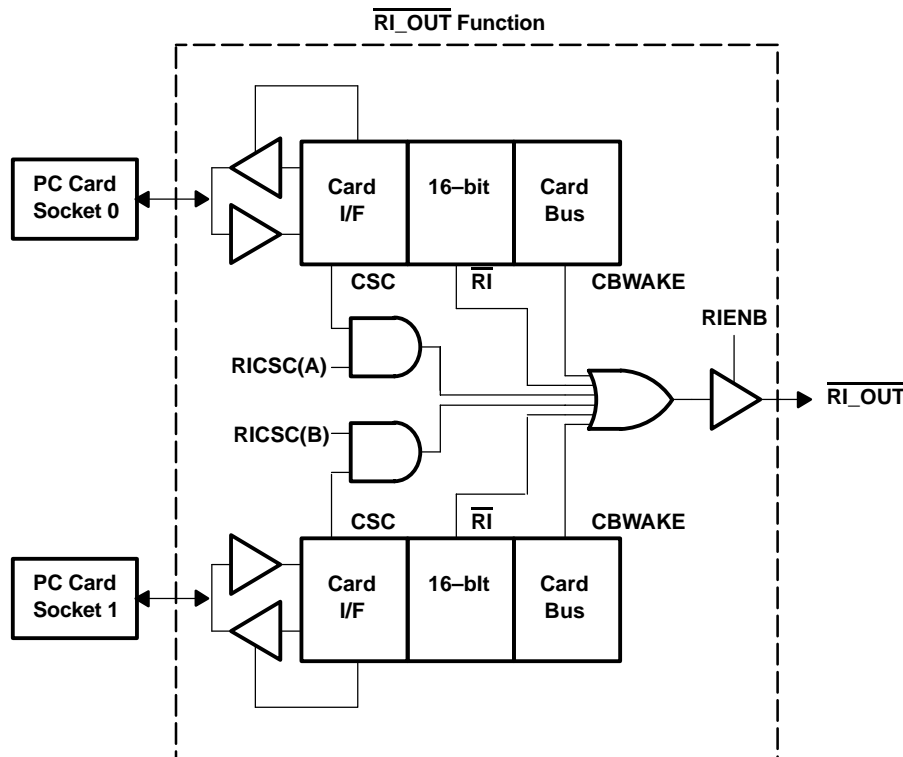 RI_OUT Function
PC Card
Socket 0
Card
I/F
16–bit
Card
Bus
CSC
RI
CBWAKE
RICSC(A)
RIENB
RI_OUT
RICSC(B)
CSC
RI
CBWAKE
PC Card
Socket 1
Card
I/F
16–bIt
Card
Bus